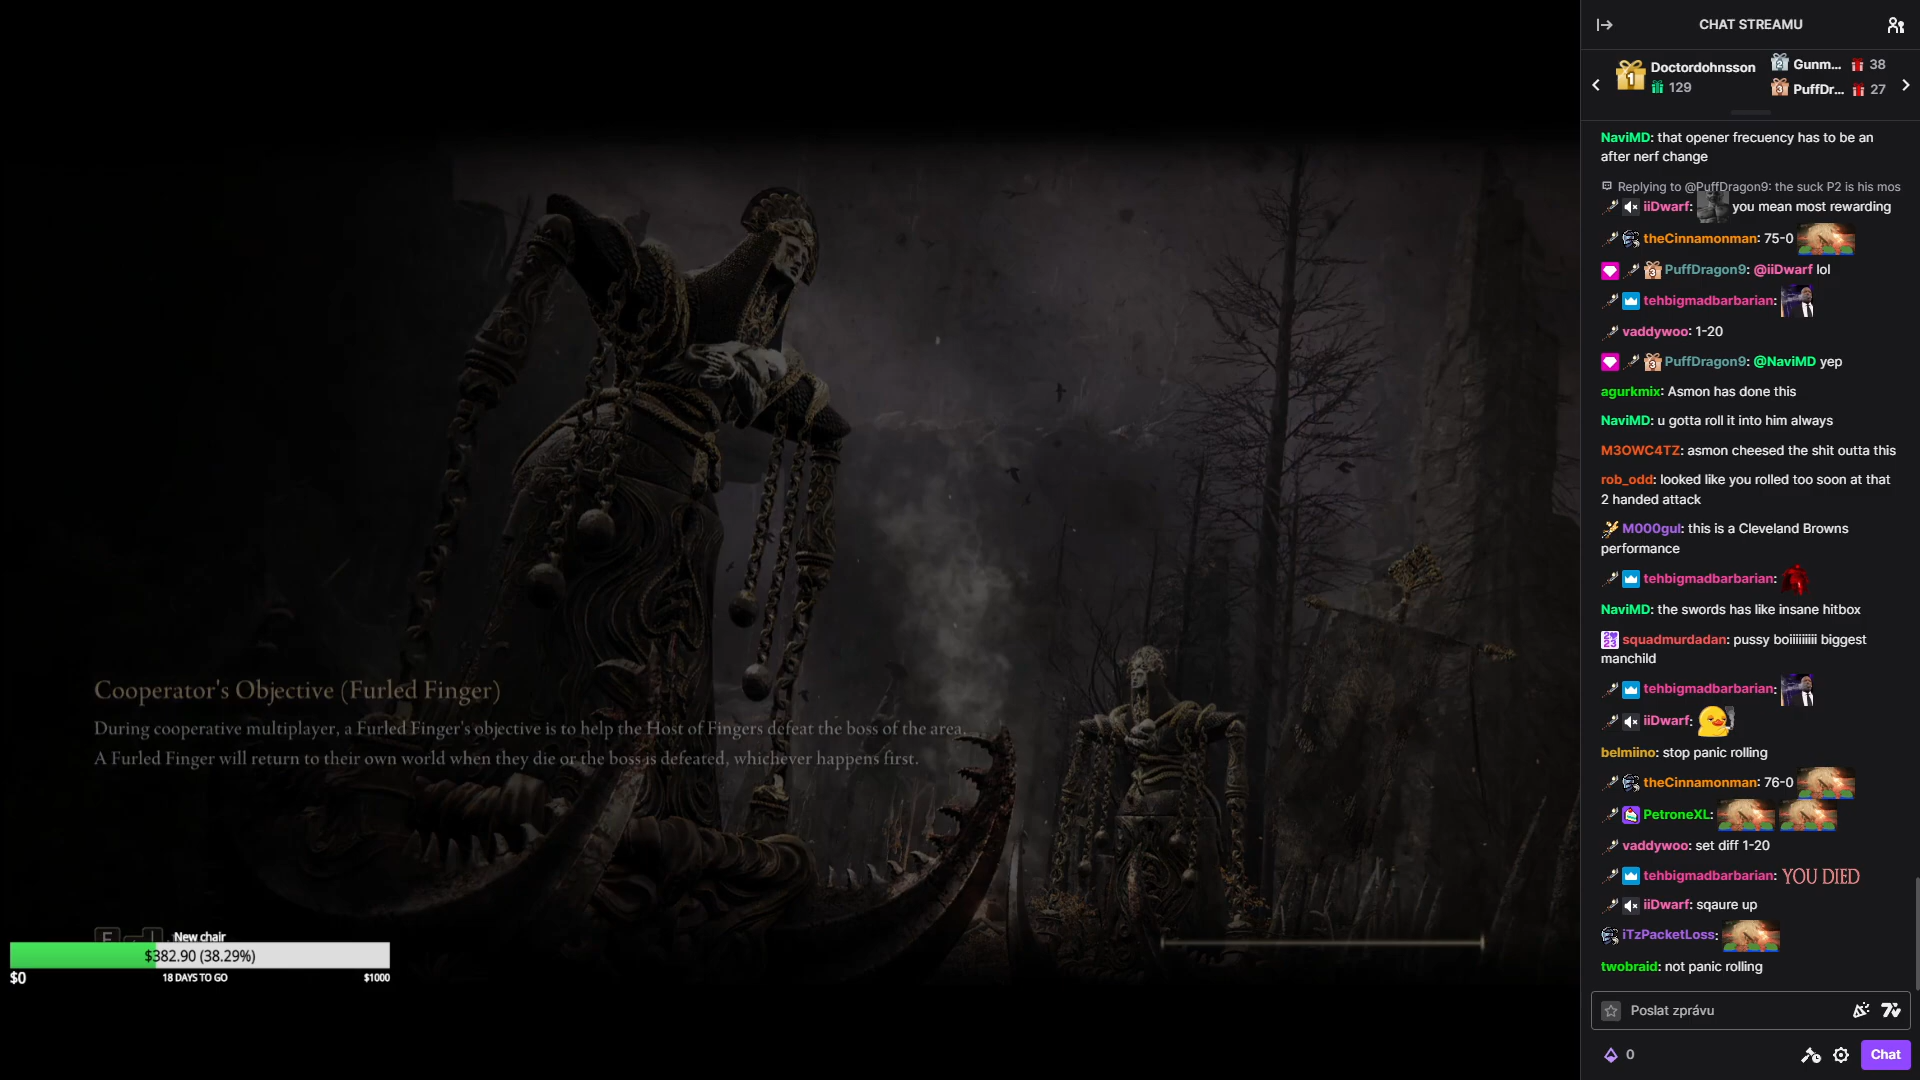 CHAT STREAMU
1
Doctordohnsson
129
2
Gunm...
38
3
PuffDr...
27
NaviMD: that opener frecuency has to be an
after nerf change
Replying to @PuffDragon9: the suck P2 is his mos
iiDwarf: you mean most rewarding
theCinnamonman: 75-0
PuffDragon9: @iiDwarf lol
tehbigmadbarbarian:
vaddywoo: 1-20
PuffDragon9: @NaviMD yep
agurkmix: Asmon has done this
NaviMD: u gotta roll it into him always
M3OWC4TZ: asmon cheesed the shit outta this
rob_odd: looked like you rolled too soon at that
2 handed attack
M000gul: this is a Cleveland Browns
performance
tehbigmadbarbarian:
NaviMD: the swords has like insane hitbox
squadmurdadan: pussy boiiiiiiiiii biggest
manchild
tehbigmadbarbarian:
iiDwarf:
belmiino: stop panic rolling
theCinnamonman: 76-0
PetroneXL:
vaddywoo: set diff 1-20
tehbigmadbarbarian: YOU DIED
iiDwarf: sqaure up
iTzPacketLoss:
twobraid: not panic rolling
Poslat zprávu
0
Chat
Cooperator's Objective (Furled Finger)
During cooperative multiplayer, a Furled Finger's objective is to help the Host of Fingers defeat the boss of the area.
A Furled Finger will return to their own world when they die or the boss is defeated, whichever happens first.
New chair
$382.90 (38.29%)
$0
18 DAYS TO GO
$1000